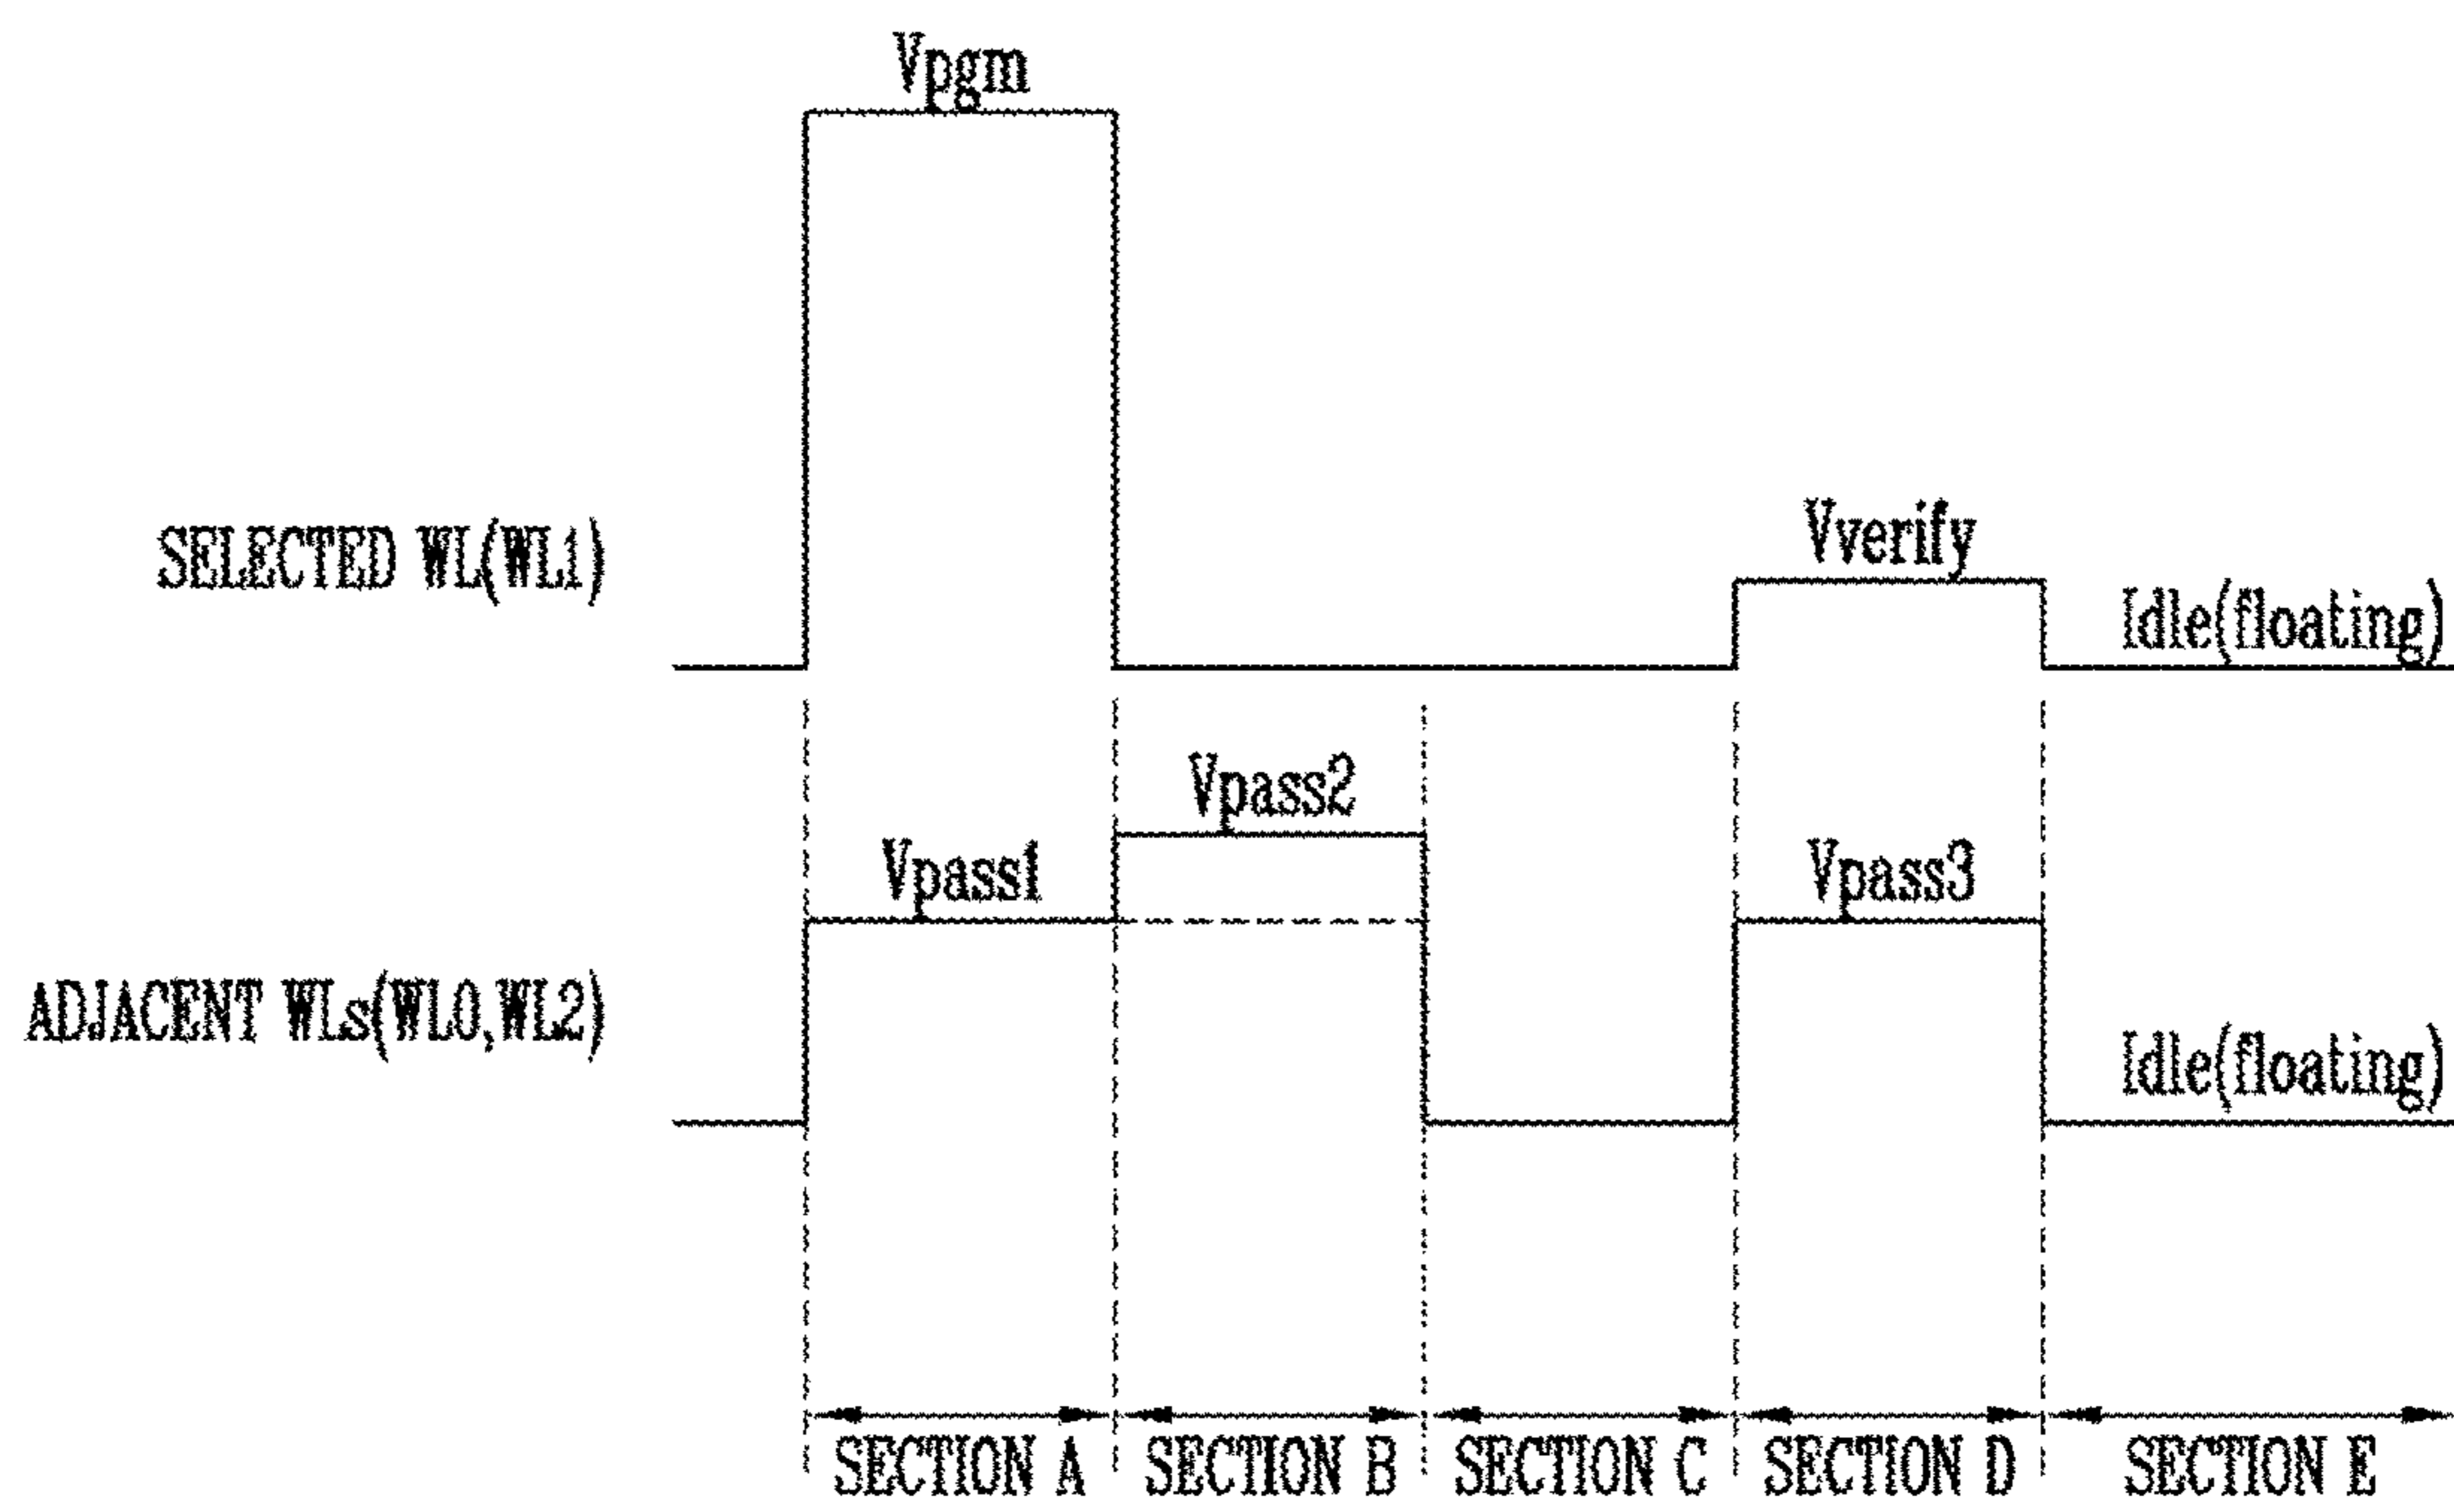 Vpgm
SELECTED WL(WL1)
Vverify
Idle(floating)
Vpass2
Vpass1
Vpass3
ADJACENT WLs(WL0,WL2)
Idle(floating)
SECTION A
SECTION B
SECTION C
SECTION D
SECTION E